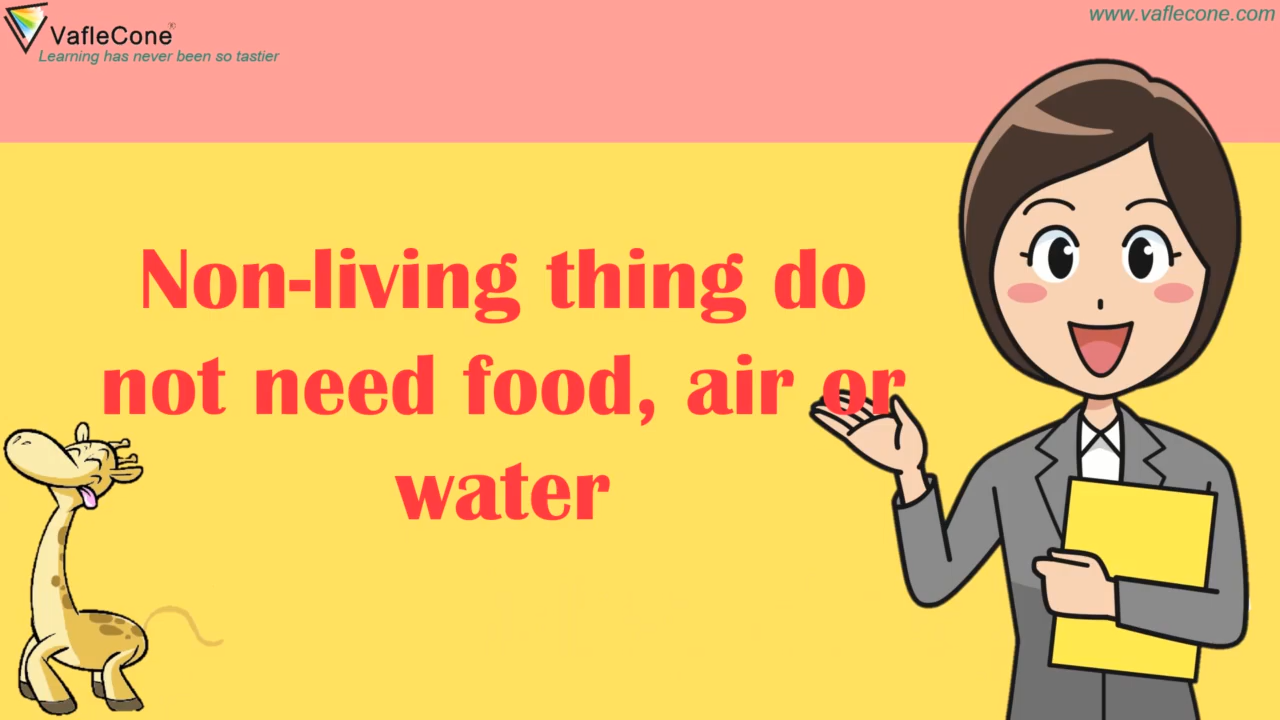 VafleCone®
Learning has never been so tastier
www.vaflecone.com
Non-living thing do
not need food, air or
water